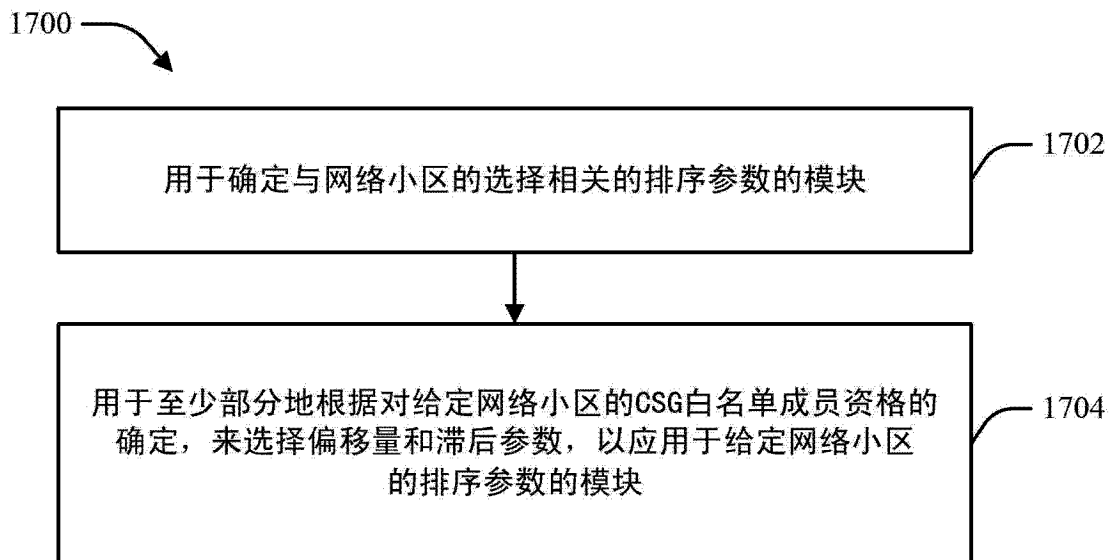 1700
用于确定与网络小区的选择相关的排序参数的模块
1702
用于至少部分地根据对给定网络小区的CSG白名单成员资格的
确定，来选择偏移量和滞后参数，以应用于给定网络小区
的排序参数的模块
1704